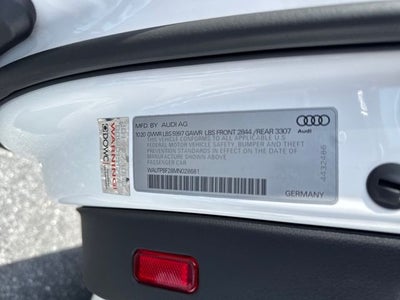 MFD. BY AUDI AG
10.20 GVWR LBS 5997 GAWR LBS FRONT 2844 / REAR 3307
THIS VEHICLE CONFORMS TO ALL APPLICABLE U.S.
FEDERAL MOTOR VEHICLE SAFETY, BUMPER AND THEFT
PREVENTION STANDARDS IN EFFECT ON THE DATE OF
MANUFACTURE SHOWN ABOVE.
PASSENGER CAR
GERMANY
Audi
4432486
WARNING